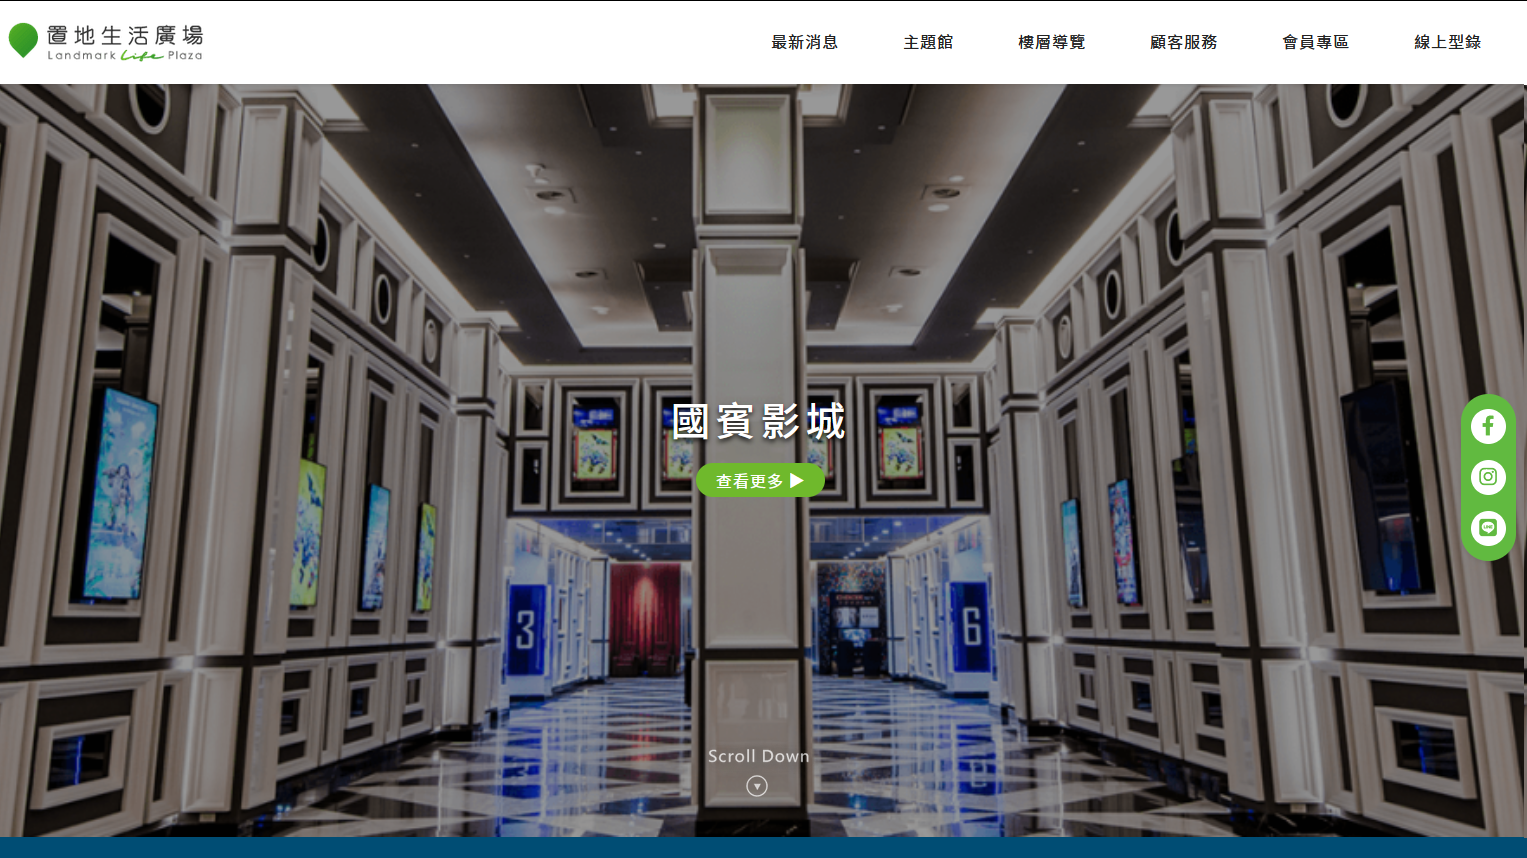 置地生活廣場
Landmark Life Plaza
最新消息
主題館
樓層導覽
顧客服務
會員專區
線上型錄
國賓影城
查看更多 ▶
3
6
Scroll Down